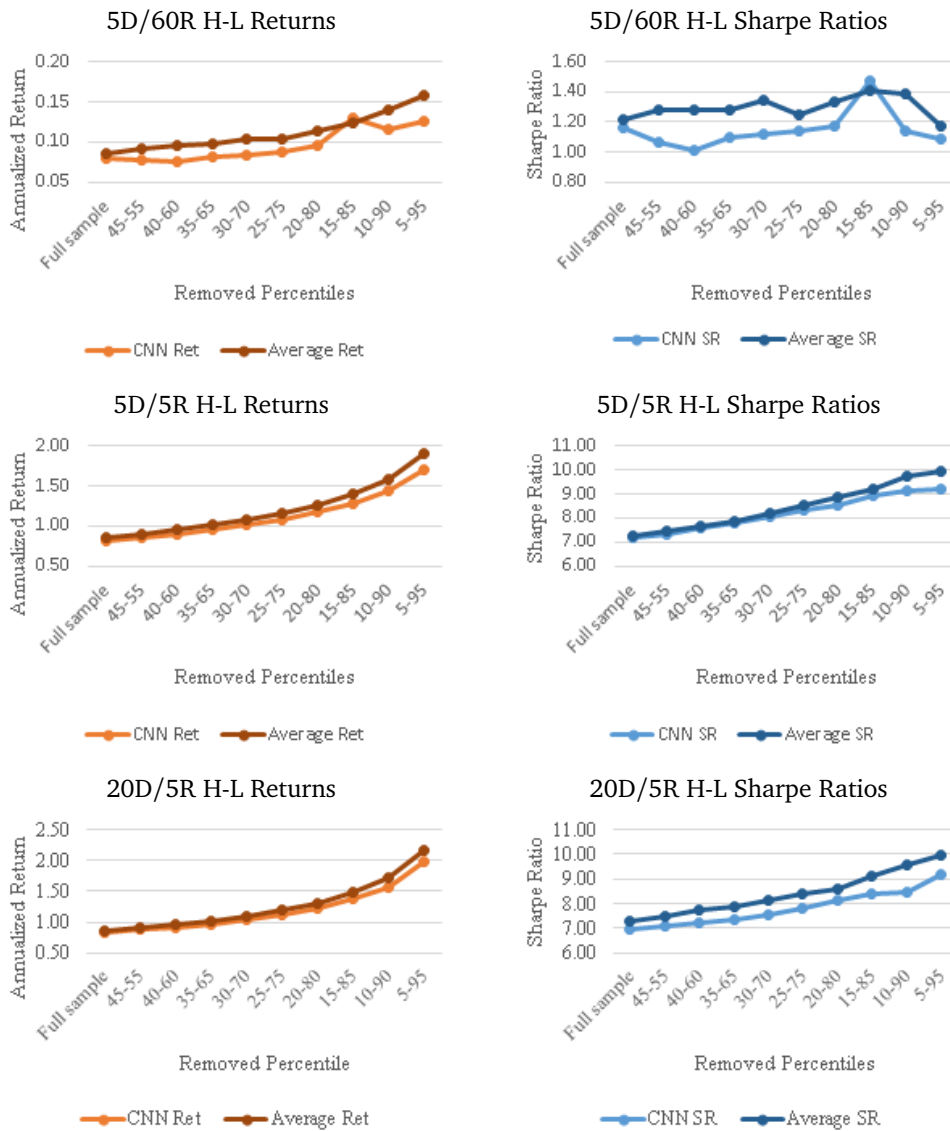 5D/60R H-L Returns
0.20
0.15
0.10
0.05
Annualized Return
Full sample
45-55
40-60
35-65
30-70
25-75
20-80
15-85
10-90
5-95
Removed Percentiles
CNN Ret
Average Ret
5D/60R H-L Sharpe Ratios
1.60
1.40
1.20
1.00
0.80
Sharpe Ratio
Full sample
45-55
40-60
35-65
30-70
25-75
20-80
15-85
10-90
5-95
Removed Percentiles
CNN SR
Average SR
5D/5R H-L Returns
2.00
1.50
1.00
0.50
Annualized Return
Full sample
45-55
40-60
35-65
30-70
25-75
20-80
15-85
10-90
5-95
Removed Percentiles
CNN Ret
Average Ret
5D/5R H-L Sharpe Ratios
11.00
10.00
9.00
8.00
7.00
6.00
Sharpe Ratio
Full sample
45-55
40-60
35-65
30-70
25-75
20-80
15-85
10-90
5-95
Removed Percentiles
CNN SR
Average SR
20D/5R H-L Returns
2.50
2.00
1.50
1.00
0.50
Annualized Return
Full sample
45-55
40-60
35-65
30-70
25-75
20-80
15-85
10-90
5-95
Removed Percentile
CNN Ret
Average Ret
20D/5R H-L Sharpe Ratios
11.00
10.00
9.00
8.00
7.00
6.00
Sharpe Ratio
Full sample
45-55
40-60
35-65
30-70
25-75
20-80
15-85
10-90
5-95
Removed Percentiles
CNN SR
Average SR